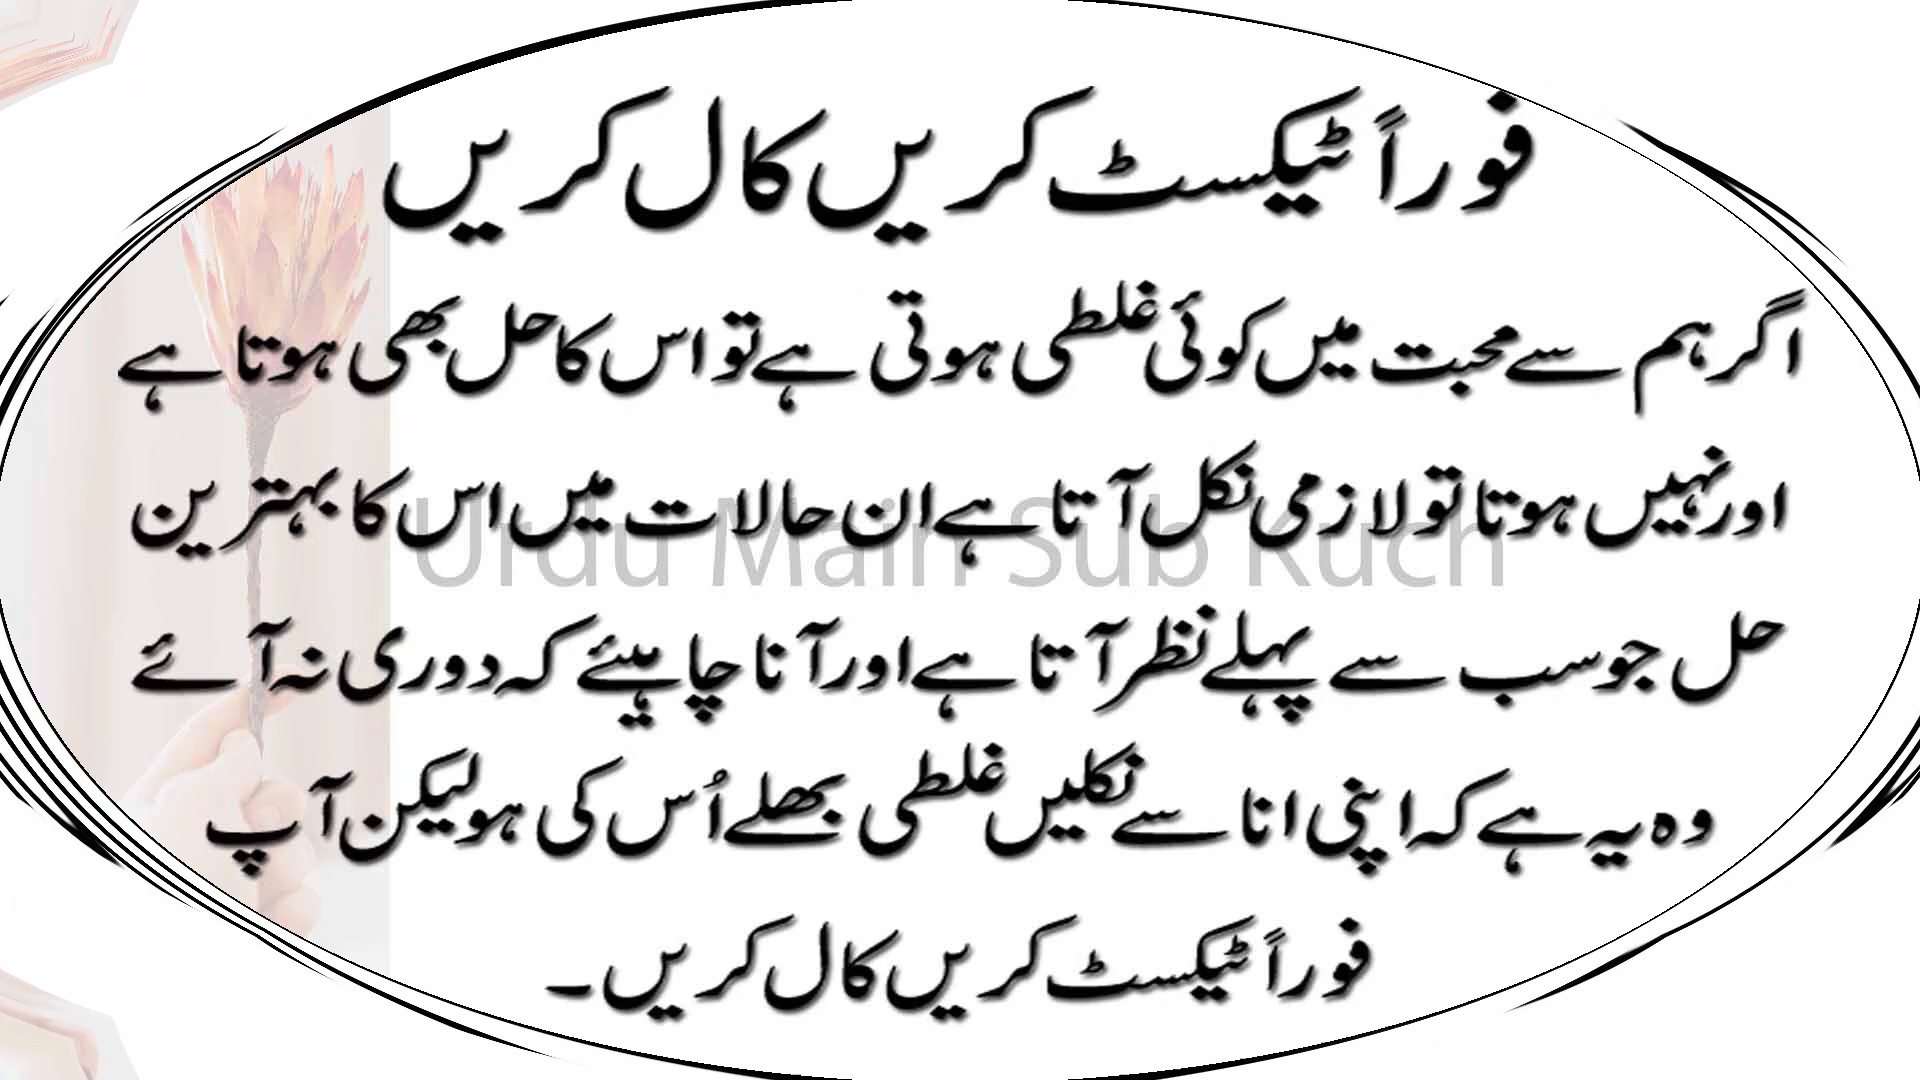 فوراً ٹیکسٹ کریں کال کریں
اگر ہم سے محبت میں کوئی غلطی ہوتی ہے تو اس کا حل بھی ہوتا ہے
اور نہیں ہوتا تو لازمی نکل آتا ہے ان حالات میں اس کا بہترین
Urdu Main Sub Kuch
حل جو سب سے پہلے نظر آتا ہے اور آنا چاہیئے کہ دوری نہ آئے
وہ یہ ہے کہ اپنی انا سے نکلیں غلطی بھلے اُس کی ہو لیکن آپ
فوراً ٹیکسٹ کریں کال کریں۔